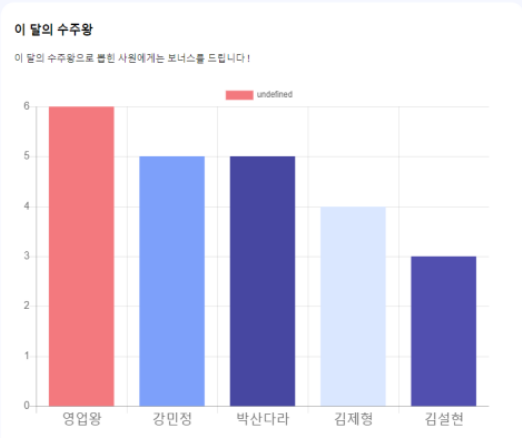 이 달의 수주왕
이 달의 수주왕으로 뽑힌 사원에게는 보너스를 드립니다 !
undefined
6
5
4
3
2
1
0
영업왕 강민정 박산다라 김제형 김설현